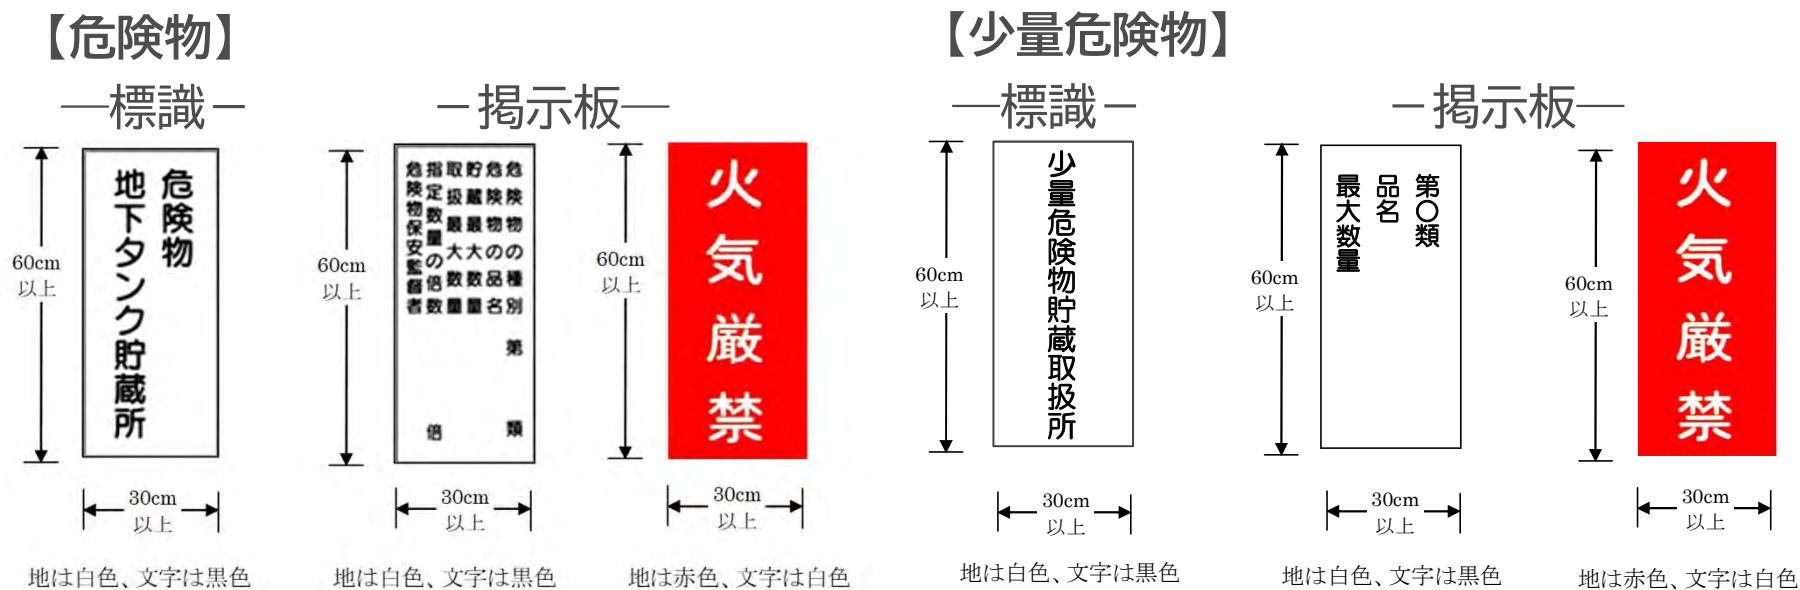 【危険物】
―標識－
－掲示板―
60cm
以上
危険物
地下タンク貯蔵所
30cm
以上
地は白色、文字は黒色
60cm
以上
危険物の種別 第 類
危険物の品名
貯蔵最大数量
取扱最大数量
指定数量の倍数 倍
危険物保安監督者
30cm
以上
地は白色、文字は黒色
60cm
以上
火気厳禁
30cm
以上
地は赤色、文字は白色
【少量危険物】
―標識－
－掲示板―
60cm
以上
少量危険物貯蔵取扱所
30cm
以上
地は白色、文字は黒色
60cm
以上
第〇類
品名
最大数量
30cm
以上
地は白色、文字は黒色
60cm
以上
火気厳禁
30cm
以上
地は赤色、文字は白色